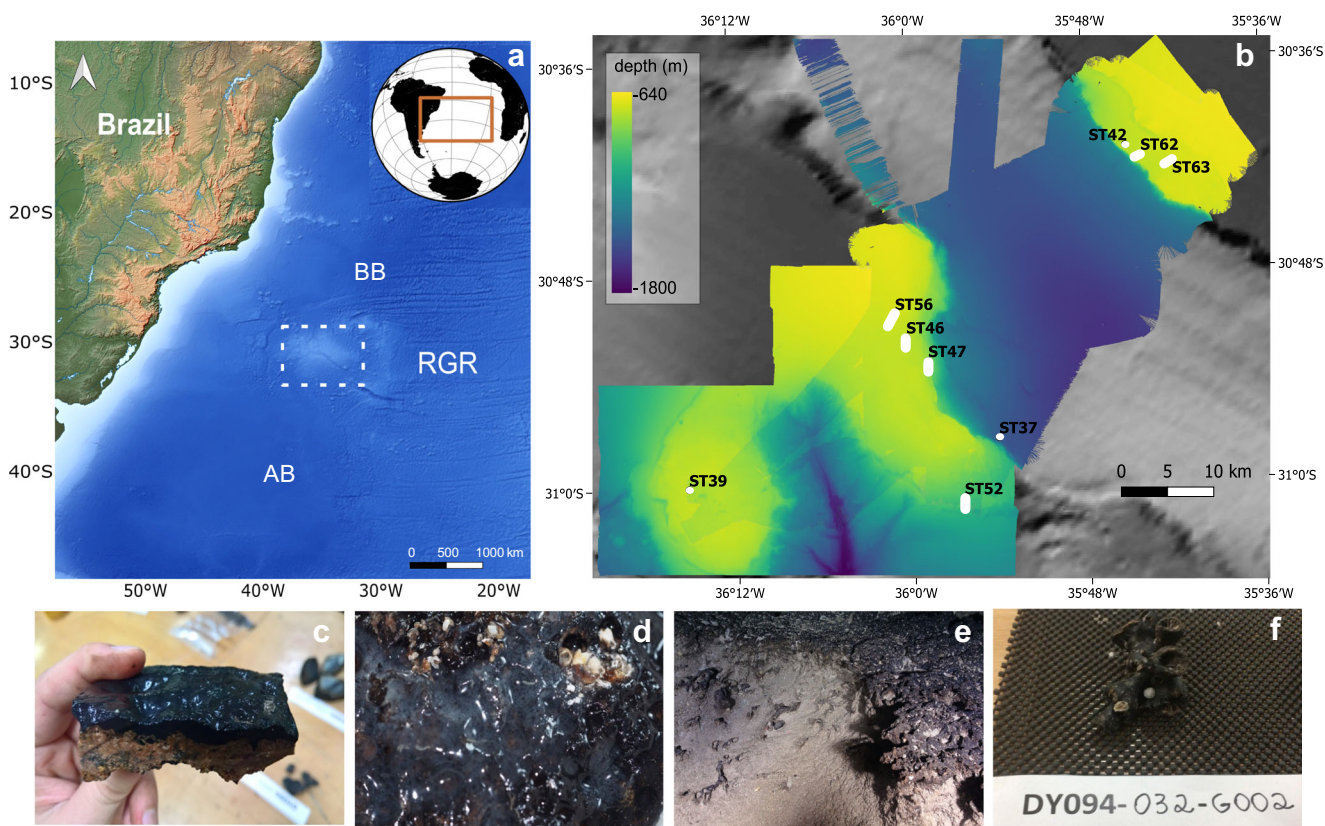 a
10°S
Brazil
20°S
BB
30°S
RGR
40°S
AB
0 500 1000 km
50°W 40°W 30°W 20°W
36°12'W 36°0'W 35°48'W 35°36'W
b
depth (m)
-640
-1800
30°36'S 30°36'S
ST42
ST62
ST63
30°48'S 30°48'S
ST56
ST46
ST47
ST37
ST39
ST52
0 5 10 km
31°0'S 31°0'S
36°12'W 36°0'W 35°48'W 35°36'W
c
d
e
f
DY094-032-G002